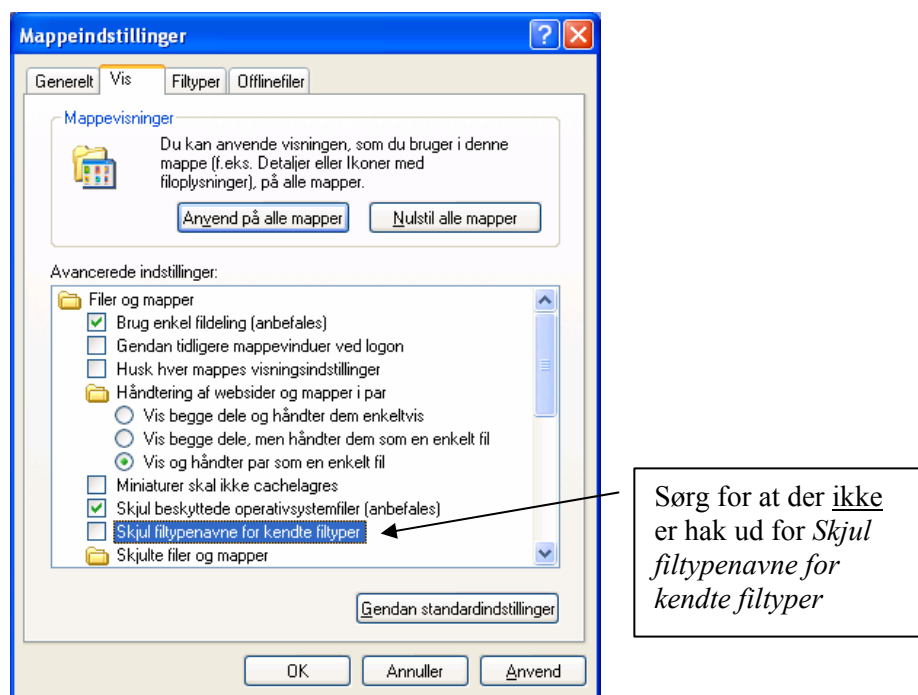 Mappeindstillinger
Generelt Vis Filtyper Offlinefiler
Mappevisninger
Du kan anvende visningen, som du bruger i denne
mappe (f.eks. Detaljer eller Ikoner med
filoplysninger), på alle mapper.
Anvend på alle mapper Nulstil alle mapper
Avancerede indstillinger:
Filer og mapper
Brug enkel fildeling (anbefales)
Gendan tidligere mappevinduer ved logon
Husk hver mappes visningsindstillinger
Håndtering af websider og mapper i par
Vis begge dele og håndter dem enkeltvis
Vis begge dele, men håndter dem som en enkelt fil
Vis og håndter par som en enkelt fil
Miniaturer skal ikke cachelagres
Skjul beskyttede operativsystemfiler (anbefales)
Skjul filtypenavne for kendte filtyper
Skjulte filer og mapper
Gendan standardindstillinger
OK Annuller Anvend
Sørg for at der ikke
er hak ud for Skjul
filtypenavne for
kendte filtyper